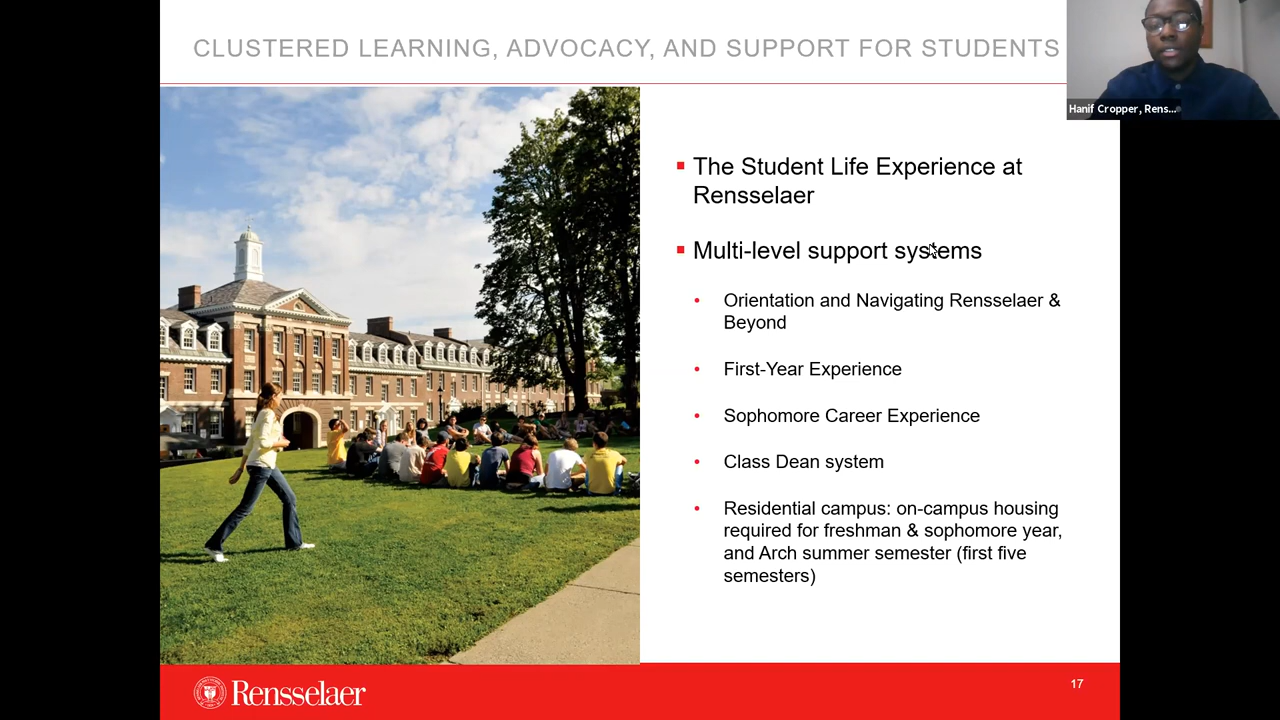 CLUSTERED LEARNING, ADVOCACY, AND SUPPORT FOR STUDENTS
Hanif Cropper, Rens...
▪ The Student Life Experience at
Rensselaer
▪ Multi-level support systems
• Orientation and Navigating Rensselaer &
Beyond
• First-Year Experience
• Sophomore Career Experience
• Class Dean system
• Residential campus: on-campus housing
required for freshman & sophomore year,
and Arch summer semester (first five
semesters)
Rensselaer
17